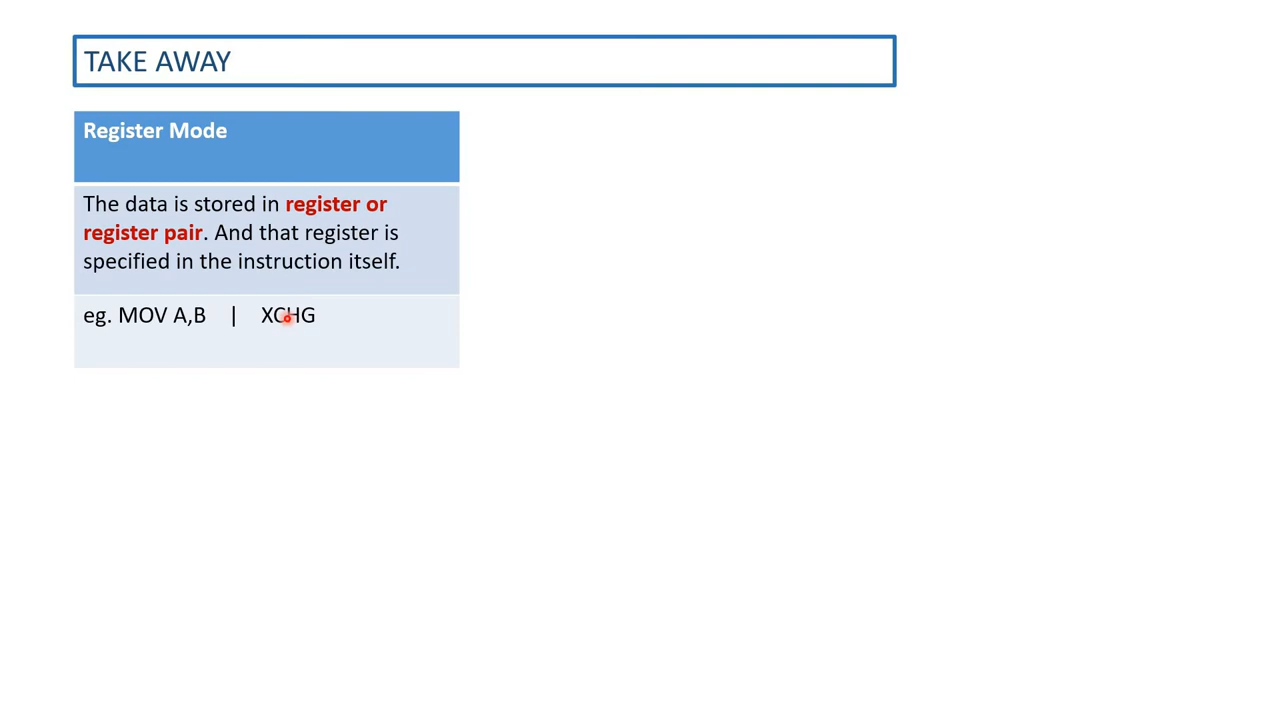 TAKE AWAY
Register Mode
The data is stored in register or
register pair. And that register is
specified in the instruction itself.
eg. MOV A,B | XCHG